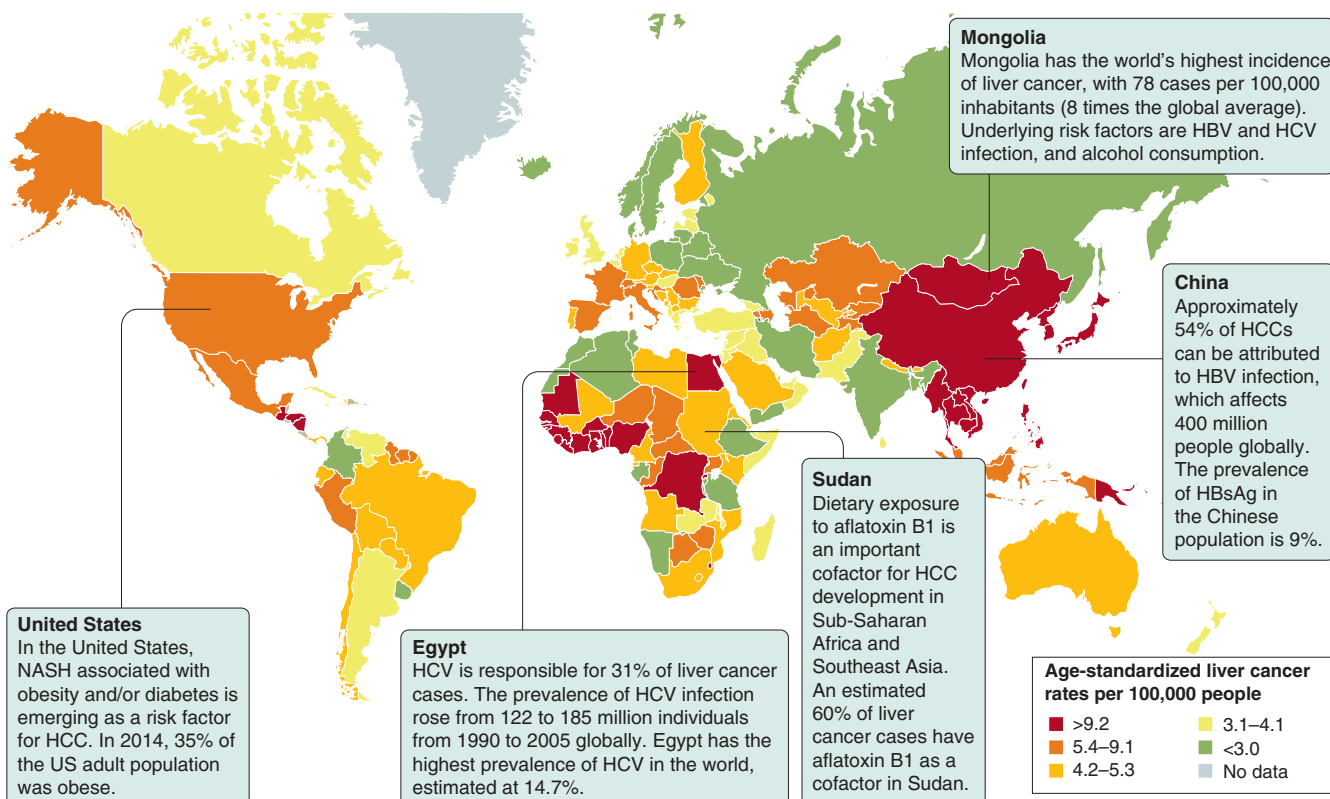 Mongolia
Mongolia has the world's highest incidence
of liver cancer, with 78 cases per 100,000
inhabitants (8 times the global average).
Underlying risk factors are HBV and HCV
infection, and alcohol consumption.
China
Approximately
54% of HCCs
can be attributed
to HBV infection,
which affects
400 million
people globally.
The prevalence
of HBsAg in
the Chinese
population is 9%.
United States
In the United States,
NASH associated with
obesity and/or diabetes is
emerging as a risk factor
for HCC. In 2014, 35% of
the US adult population
was obese.
Egypt
HCV is responsible for 31% of liver cancer
cases. The prevalence of HCV infection
rose from 122 to 185 million individuals
from 1990 to 2005 globally. Egypt has the
highest prevalence of HCV in the world,
estimated at 14.7%.
Sudan
Dietary exposure
to aflatoxin B1 is
an important
cofactor for HCC
development in
Sub-Saharan
Africa and
Southeast Asia.
An estimated
60% of liver
cancer cases have
aflatoxin B1 as a
cofactor in Sudan.
Age-standardized liver cancer
rates per 100,000 people
>9.2
5.4–9.1
4.2–5.3
3.1–4.1
<3.0
No data